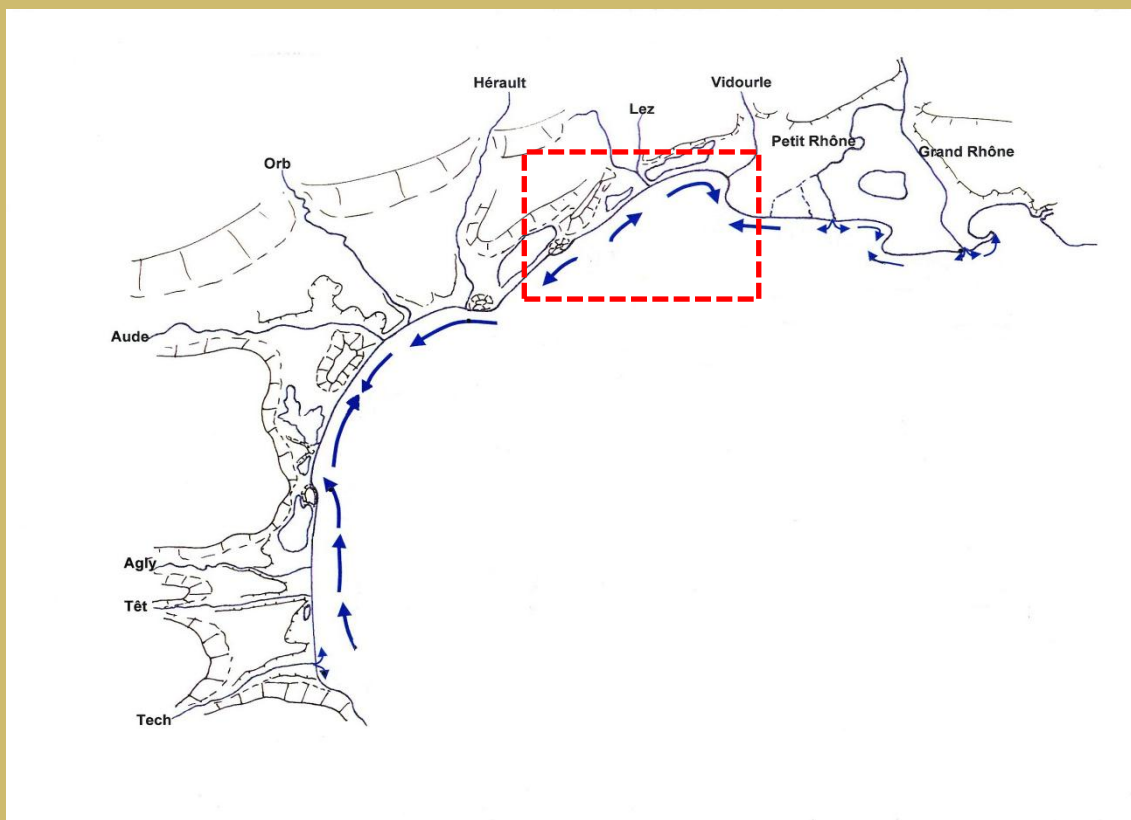 Hérault
Vidourle
Lez
Petit Rhône
Grand Rhône
Orb
Aude
Agly
Têt
Tech